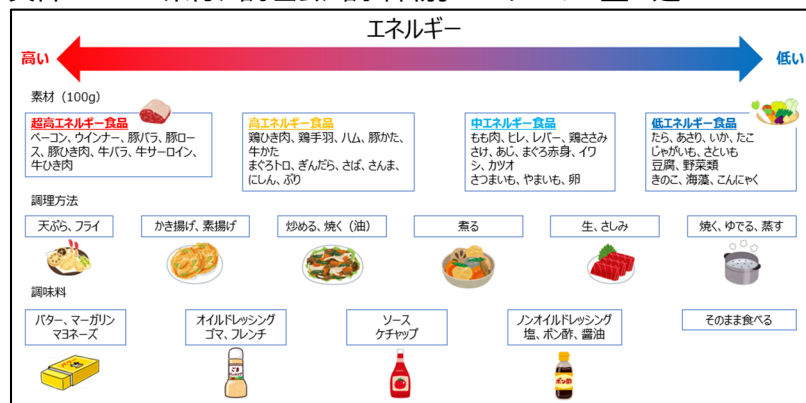 エネルギー
高い
低い
素材（100g）
超高エネルギー食品
ベーコン、ウインナー、豚バラ、豚ロー
ス、豚ひき肉、牛バラ、牛サーロイン、
牛ひき肉
高エネルギー食品
鶏ひき肉、鶏手羽、ハム、豚かた、
牛かた
まぐろトロ、ぎんだら、さば、さんま、
にしん、ぶり
中エネルギー食品
もも肉、ヒレ、レバー、鶏ささみ
さけ、あじ、まぐろ赤身、イワ
シ、カツオ
さつまいも、やまいも、卵
低エネルギー食品
たら、あさり、いか、たこ
じゃがいも、さといも
豆腐、野菜類
きのこ、海藻、こんにゃく
調理方法
天ぷら、フライ
かき揚げ、素揚げ
炒める、焼く（油）
煮る
生、さしみ
焼く、ゆでる、蒸す
調味料
バター、マーガリン
マヨネーズ
オイルドレッシング
ゴマ、フレンチ
ソース
ケチャップ
ノンオイルドレッシング
塩、ポン酢、醤油
そのまま食べる
ポン酢